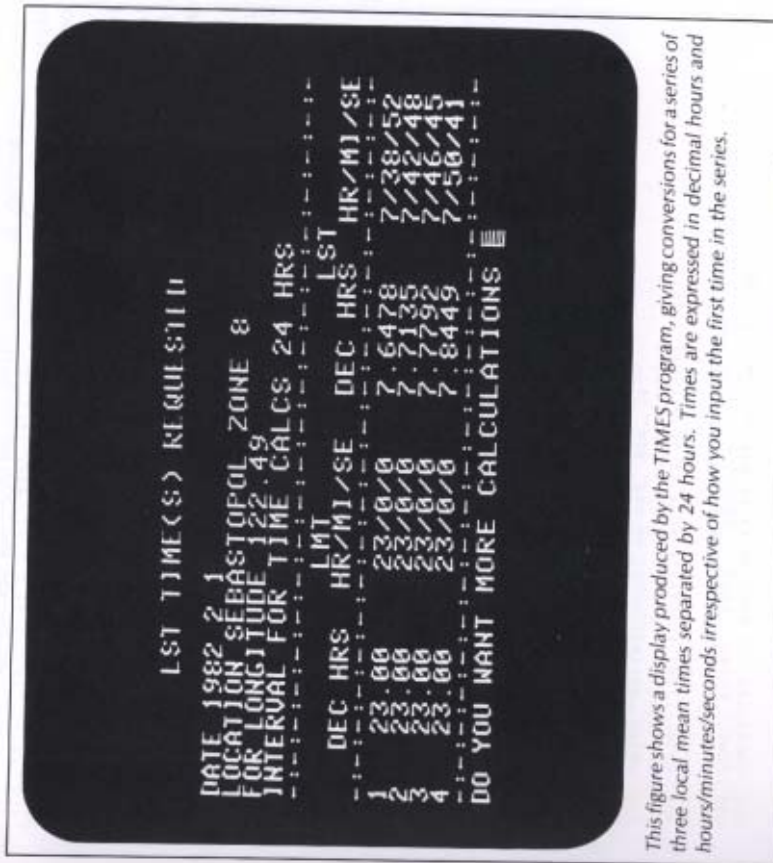 LST TIME(S) REQUESTED
DATE 1982 2 1
LOCATION SEBASTOPOL ZONE 8
FOR LONGITUDE 122.49
INTERVAL FOR TIME CALCS 24 HRS
-:-:-:-:-:-:-:-:-:-:-:-:-:-:-:-:-:-
LMT LST
DEC HRS HR/MI/SE DEC HRS HR/MI/SE
-:-:-:-:-:-:-:-:-:-:-:-:-:-:-:-:-:-
1 23.00 23/0/0 7.6478 7/38/52
2 23.00 23/0/0 7.7135 7/42/48
3 23.00 23/0/0 7.7792 7/46/45
4 23.00 23/0/0 7.8449 7/50/41
-:-:-:-:-:-:-:-:-:-:-:-:-:-:-:-:-:-
DO YOU WANT MORE CALCULATIONS
This figure shows a display produced by the TIMES program, giving conversions for a series of
three local mean times separated by 24 hours. Times are expressed in decimal hours and
hours/minutes/seconds irrespective of how you input the first time in the series.